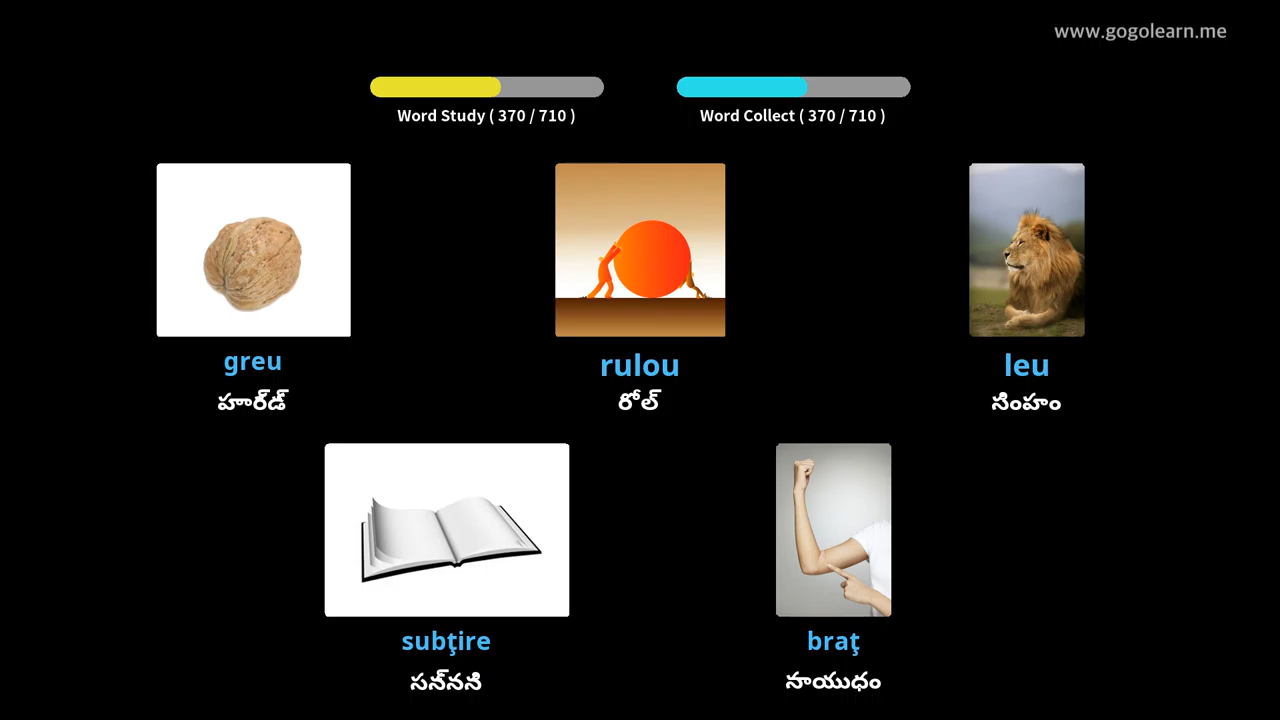 www.gogolearn.me
Word Study ( 370 / 710 )
Word Collect ( 370 / 710 )
greu
హార్‌డ్
rulou
రోల్
leu
సింహం
subţire
సన్‌నని
braţ
నాయుధం